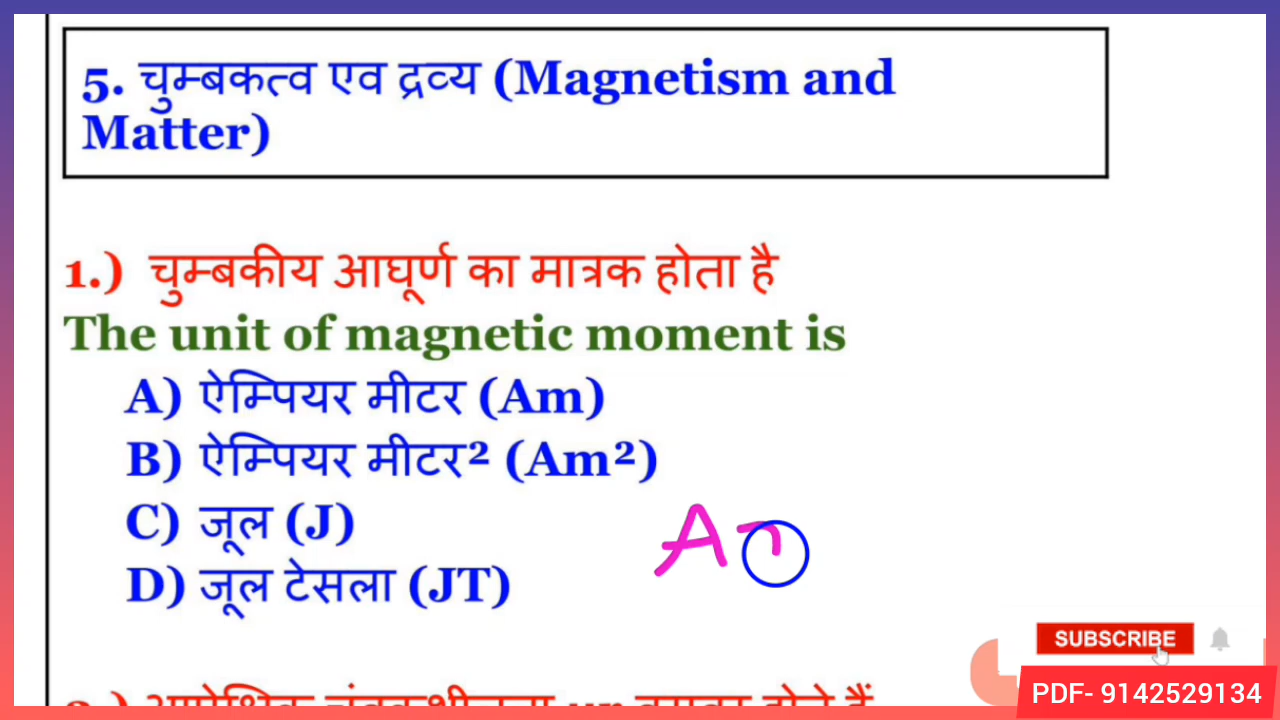 5. चुम्बकत्व एव द्रव्य (Magnetism and
Matter)
1.) चुम्बकीय आघूर्ण का मात्रक होता है
The unit of magnetic moment is
A) ऐम्पियर मीटर (Am)
B) ऐम्पियर मीटर² (Am²)
C) जूल (J)
D) जूल टेसला (JT)
A
SUBSCRIBE
PDF- 9142529134